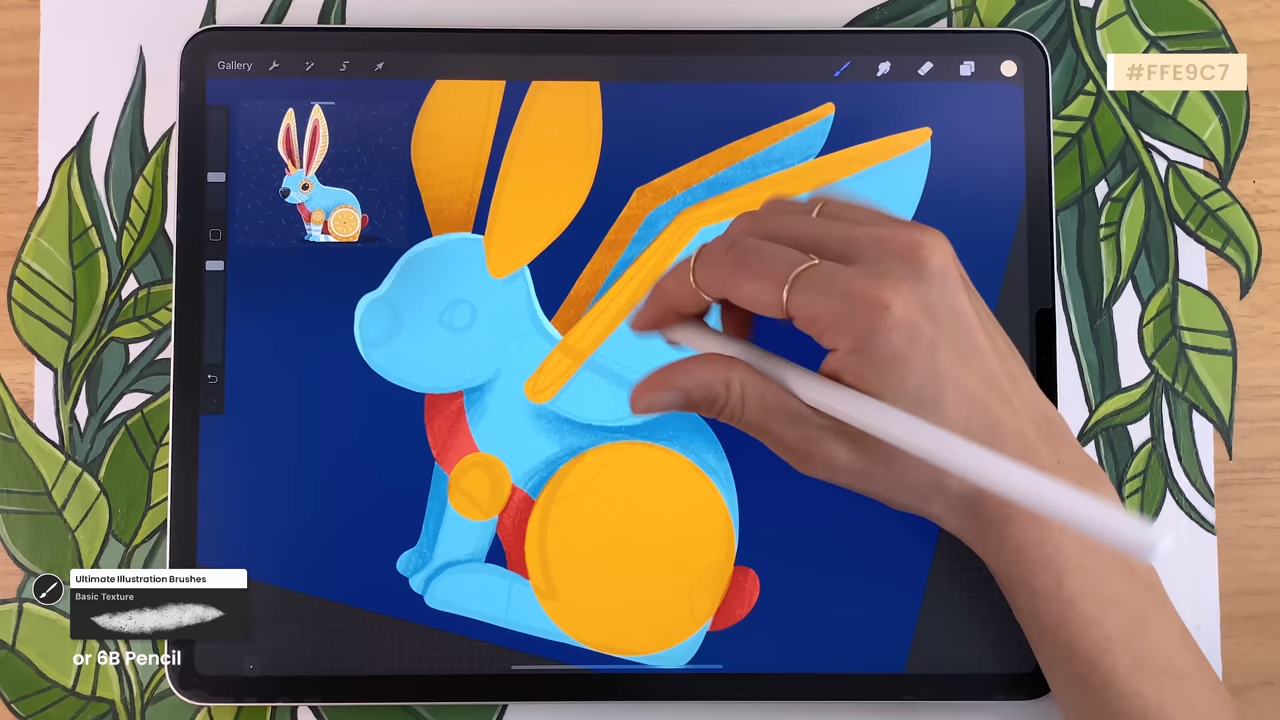 Gallery
#FFE9C7
Ultimate Illustration Brushes
Basic Texture
or 6B Pencil